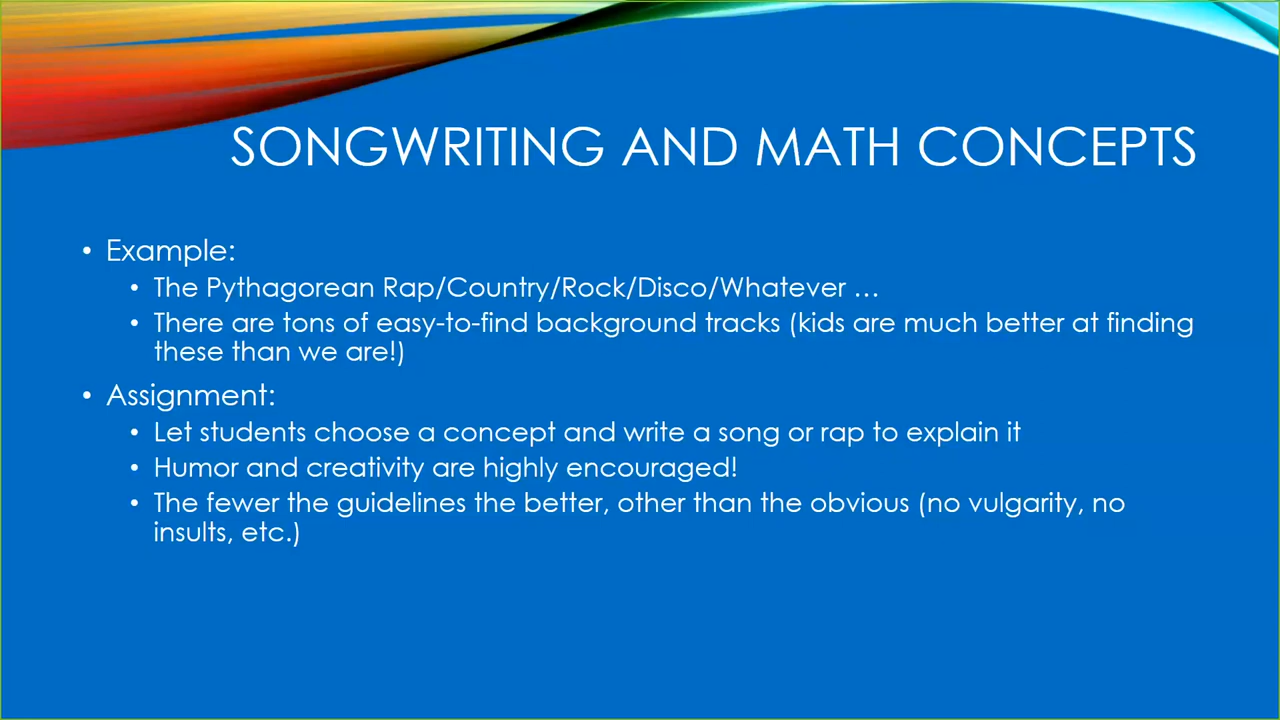 SONGWRITING AND MATH CONCEPTS
• Example:
• The Pythagorean Rap/Country/Rock/Disco/Whatever …
• There are tons of easy-to-find background tracks (kids are much better at finding
these than we are!)
• Assignment:
• Let students choose a concept and write a song or rap to explain it
• Humor and creativity are highly encouraged!
• The fewer the guidelines the better, other than the obvious (no vulgarity, no
insults, etc.)